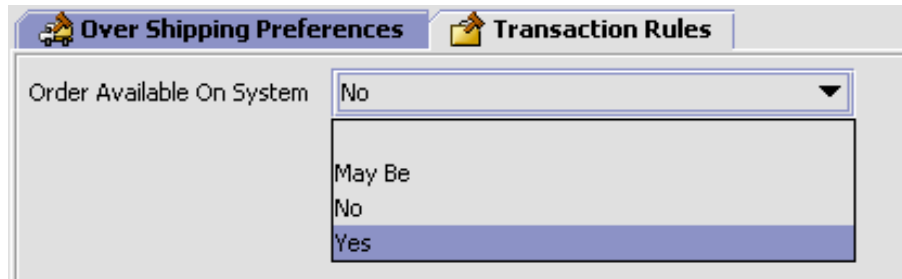 Over Shipping Preferences Transaction Rules
Order Available On System No
May Be
No
Yes